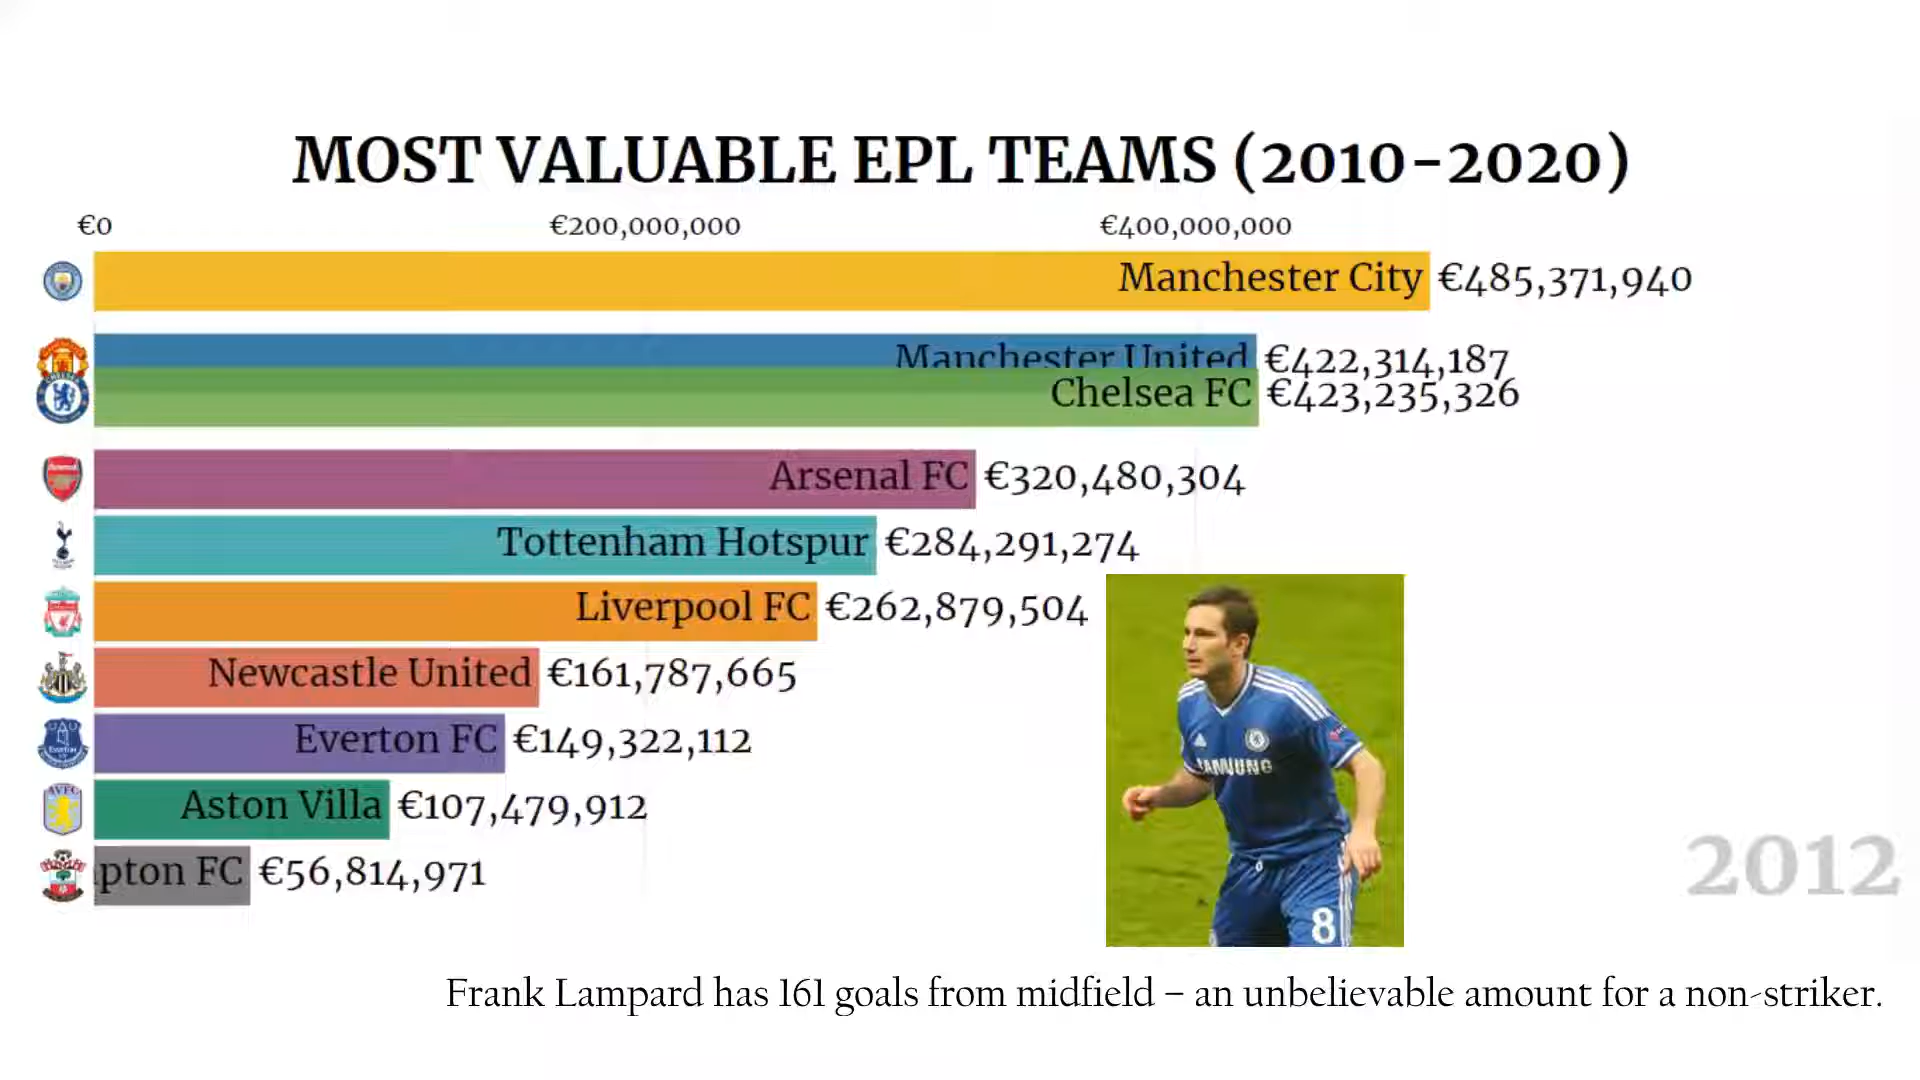 MOST VALUABLE EPL TEAMS (2010-2020)
€0 €200,000,000 €400,000,000
Manchester City €485,371,940
Manchester United €422,314,187
Chelsea FC €423,235,326
Arsenal FC €320,480,304
Tottenham Hotspur €284,291,274
Liverpool FC €262,879,504
Newcastle United €161,787,665
Everton FC €149,322,112
Aston Villa €107,479,912
pton FC €56,814,971
SAMSUNG
8
2012
Frank Lampard has 161 goals from midfield – an unbelievable amount for a non-striker.